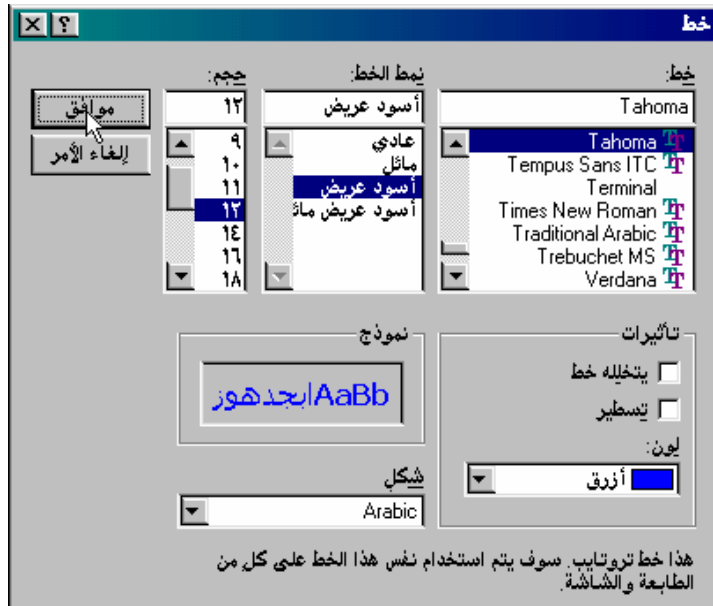 خط
خط:
Tahoma
Tahoma
Tempus Sans ITC
Terminal
Times New Roman
Traditional Arabic
Trebuchet MS
Verdana
نمط الخط:
أسود عريض
عادي
مائل
أسود عريض
أسود عريض مائ
حجم:
١٢
٩
١٠
١١
١٢
١٤
١٦
١٨
موافق
إلغاء الأمر
تأثيرات
يتخلله خط
تسطير
لون:
أزرق
نموذج
AaBbابجدهوز
شكل
Arabic
هذا خط تروتايب. سوف يتم استخدام نفس هذا الخط على كل من
الطابعة والشاشة.